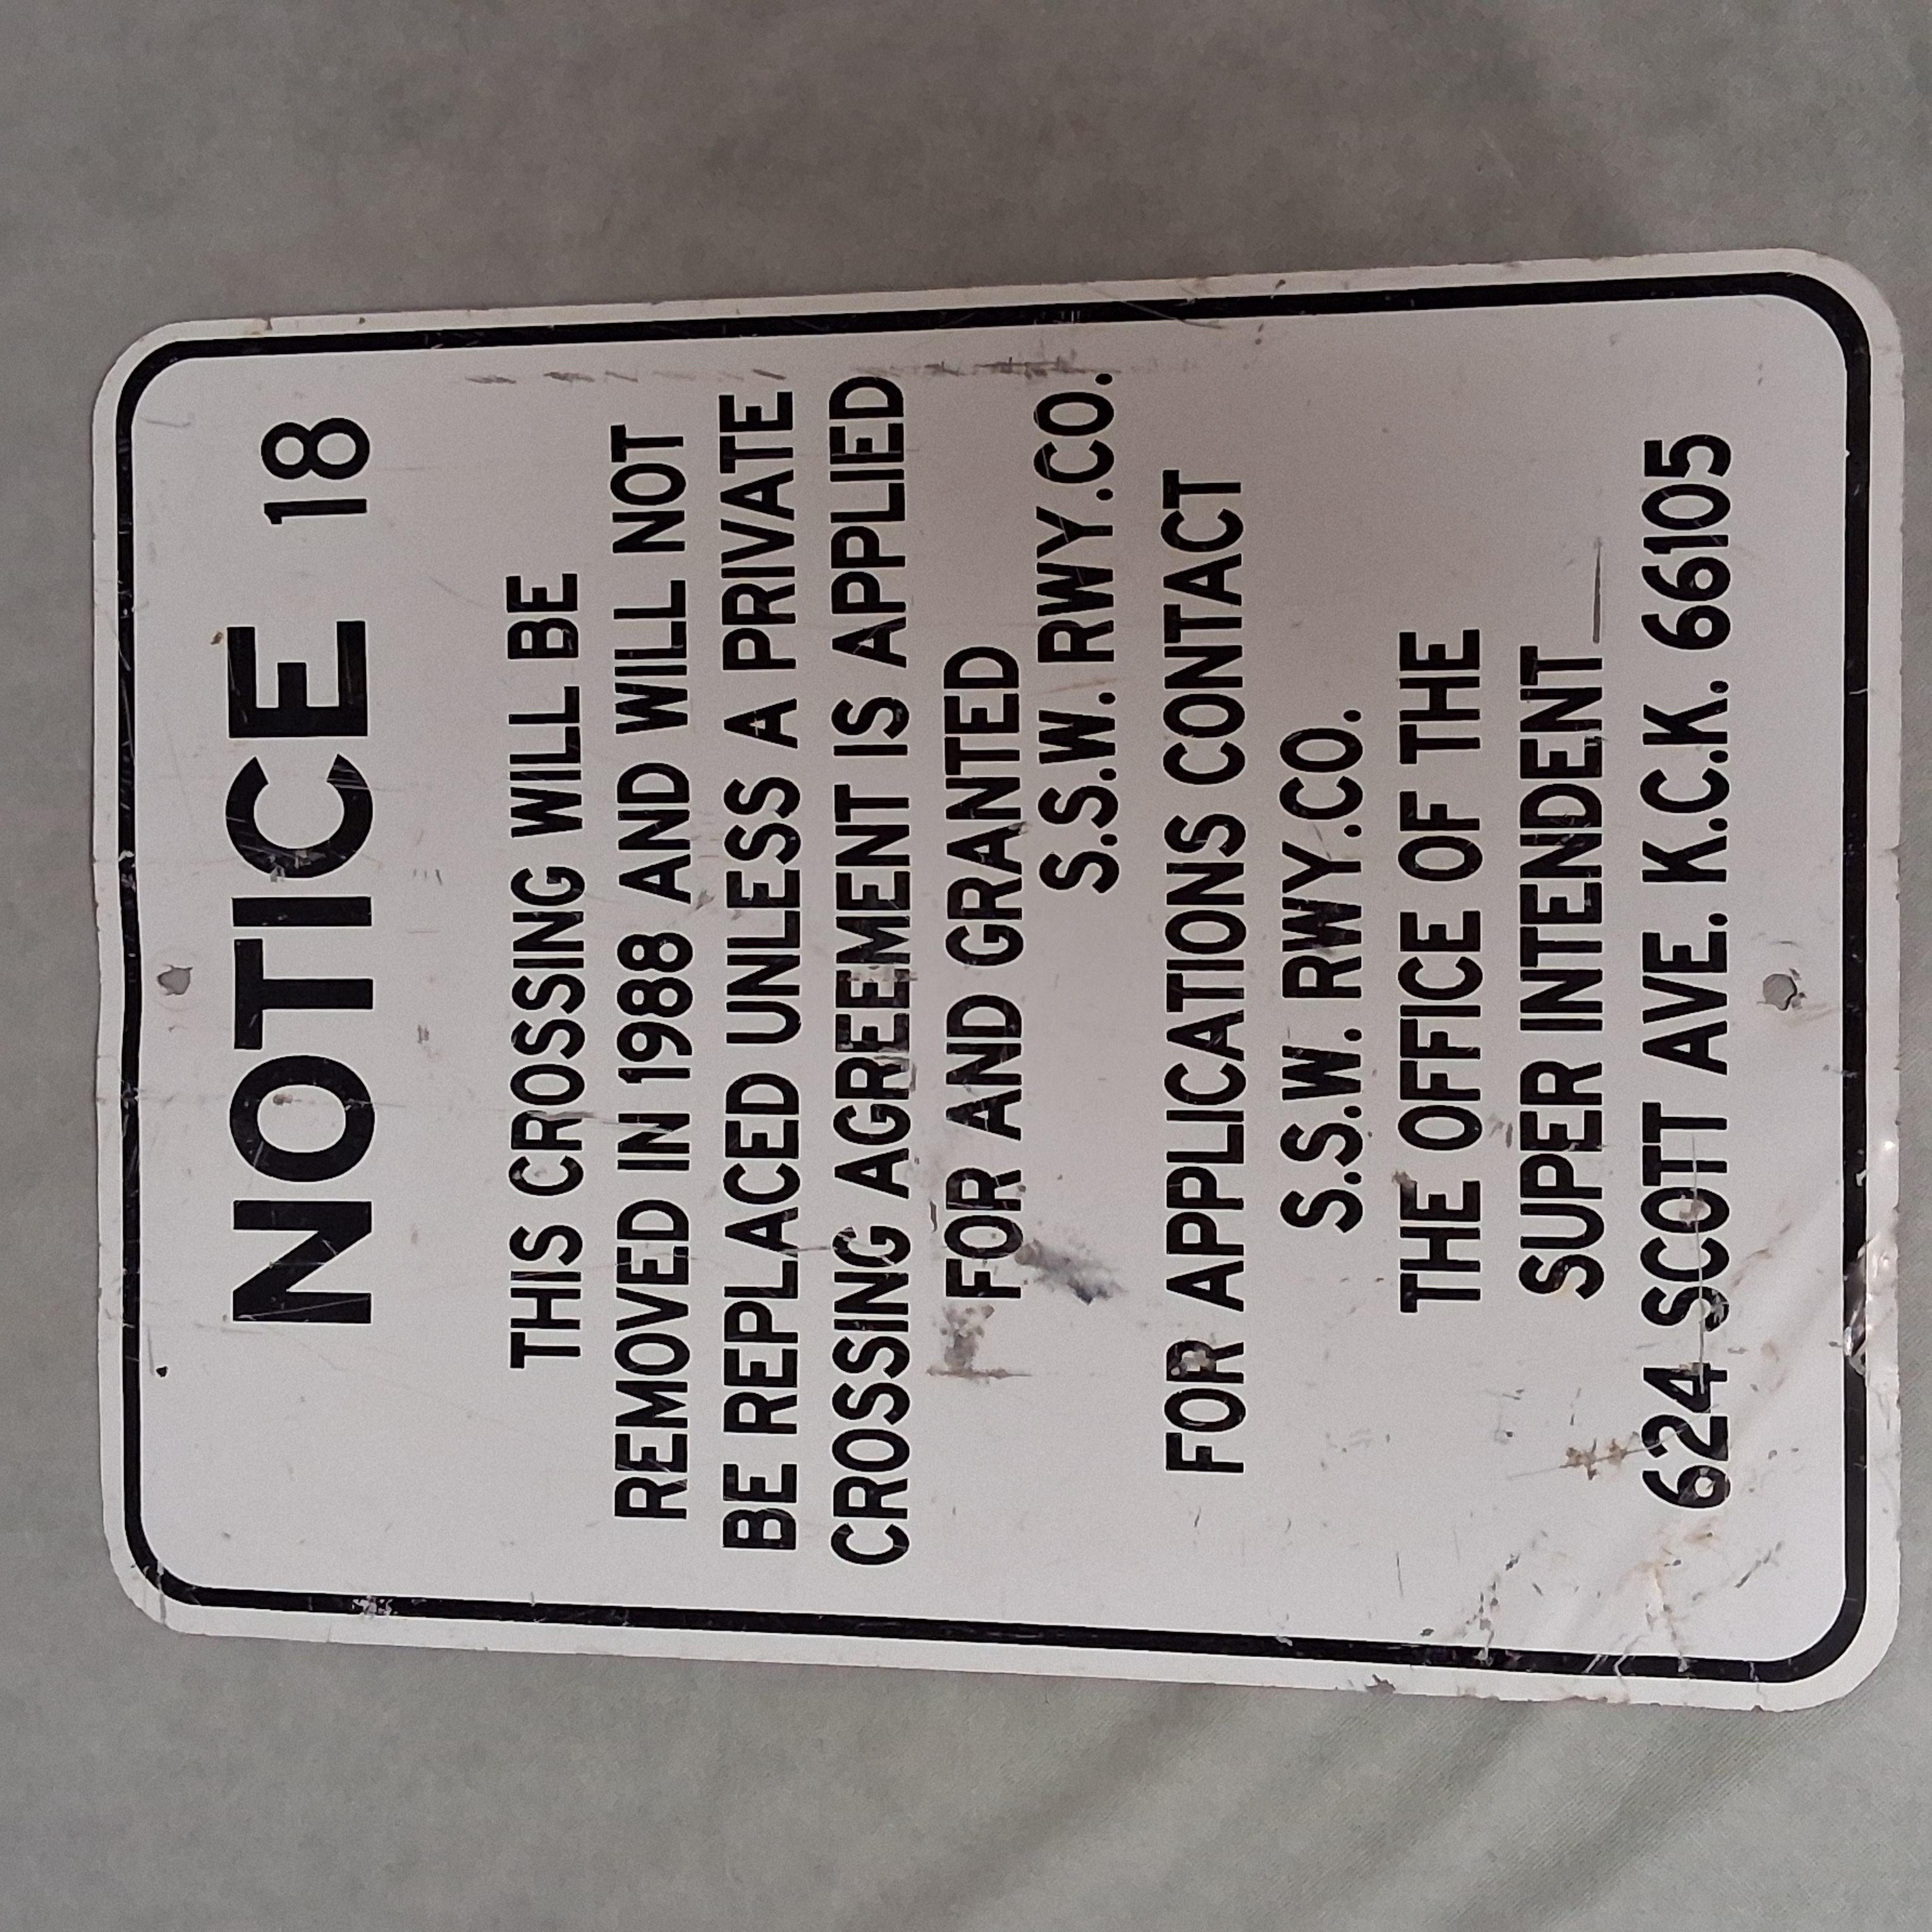 NOTICE 18
THIS CROSSING WILL BE
REMOVED IN 1988 AND WILL NOT
BE REPLACED UNLESS A PRIVATE
CROSSING AGREEMENT IS APPLIED
FOR AND GRANTED
S.S.W. RWY.CO.
FOR APPLICATIONS CONTACT
S.S.W. RWY.CO.
THE OFFICE OF THE
SUPER INTENDENT
624 SCOTT AVE. K.C.K. 66105